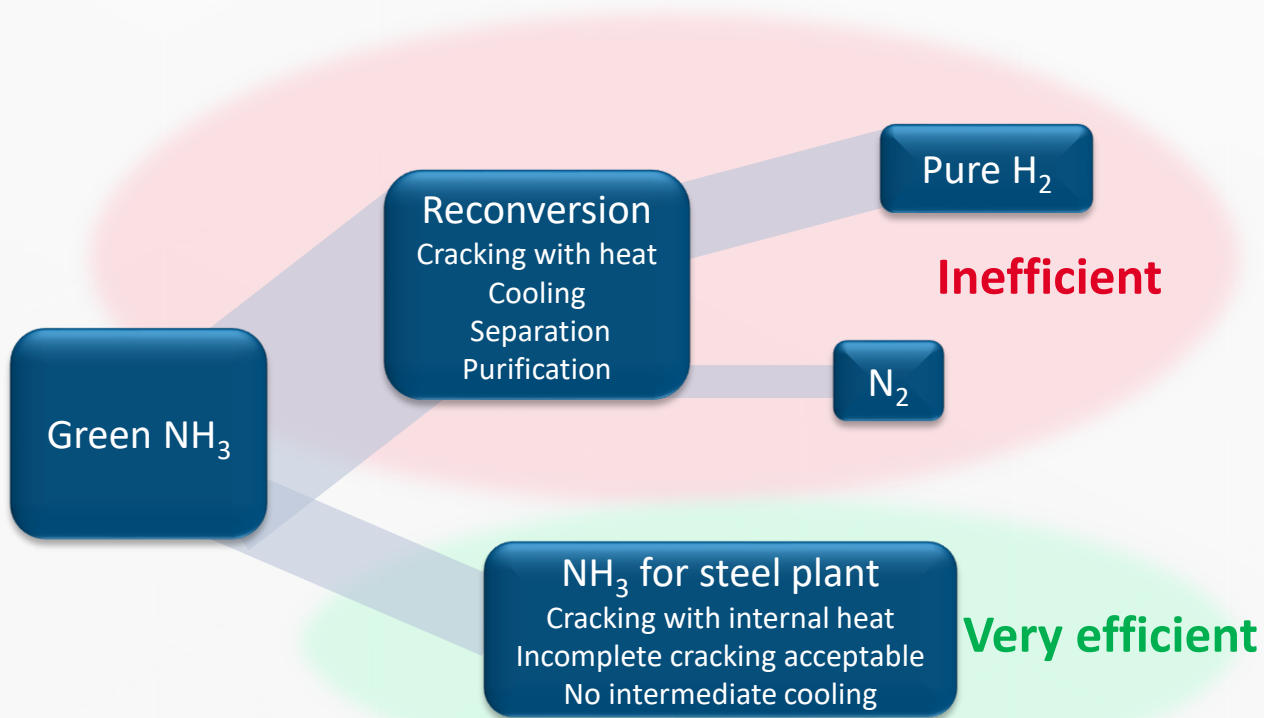 Pure H₂
Reconversion
Cracking with heat
Cooling
Separation
Purification
Inefficient
N₂
Green NH₃
NH₃ for steel plant
Cracking with internal heat
Incomplete cracking acceptable
No intermediate cooling
Very efficient